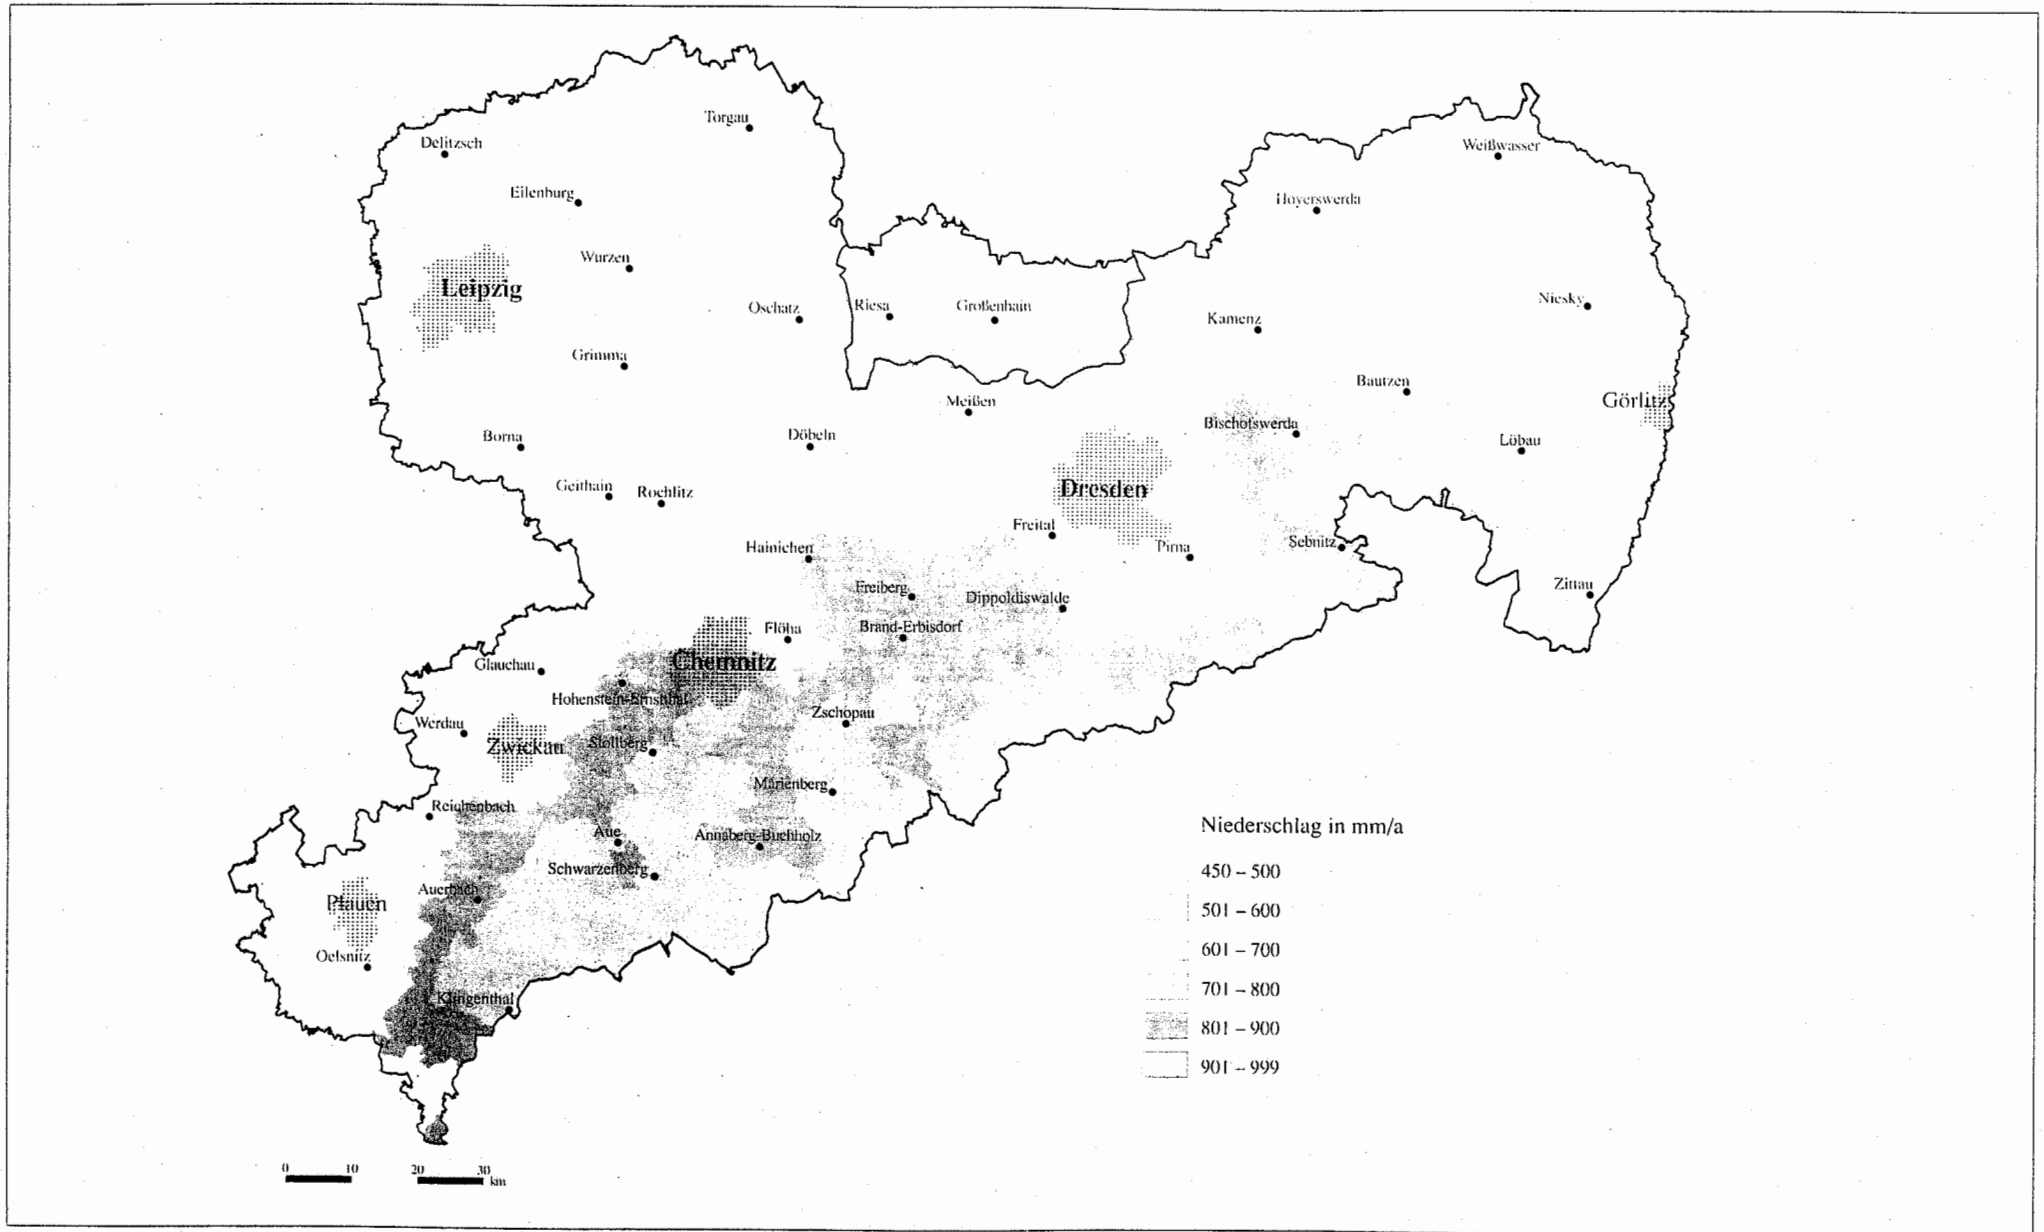 Torgau
Delitzsch
Weißwasser
Eilenburg
Hoyerswerda
Wurzen
Leipzig
Niesky
Oschatz
Riesa
Großenhain
Kamenz
Grimma
Bautzen
Meißen
Görlitz
Bischofswerda
Borna
Döbeln
Löbau
Geithain
Rochlitz
Dresden
Freital
Hainichen
Pirna
Sebnitz
Freiberg
Dippoldiswalde
Zittau
Flöha
Brand-Erbisdorf
Glauchau
Chemnitz
Hohenstein-Ernstthal
Zschopau
Werdau
Zwickau
Stollberg
Marienberg
Reichenbach
Aue
Annaberg-Buchholz
Schwarzenberg
Auerbach
Plauen
Oelsnitz
Klingenthal
Niederschlag in mm/a
450 – 500
501 – 600
601 – 700
701 – 800
801 – 900
901 – 999
0 10 20 30
km